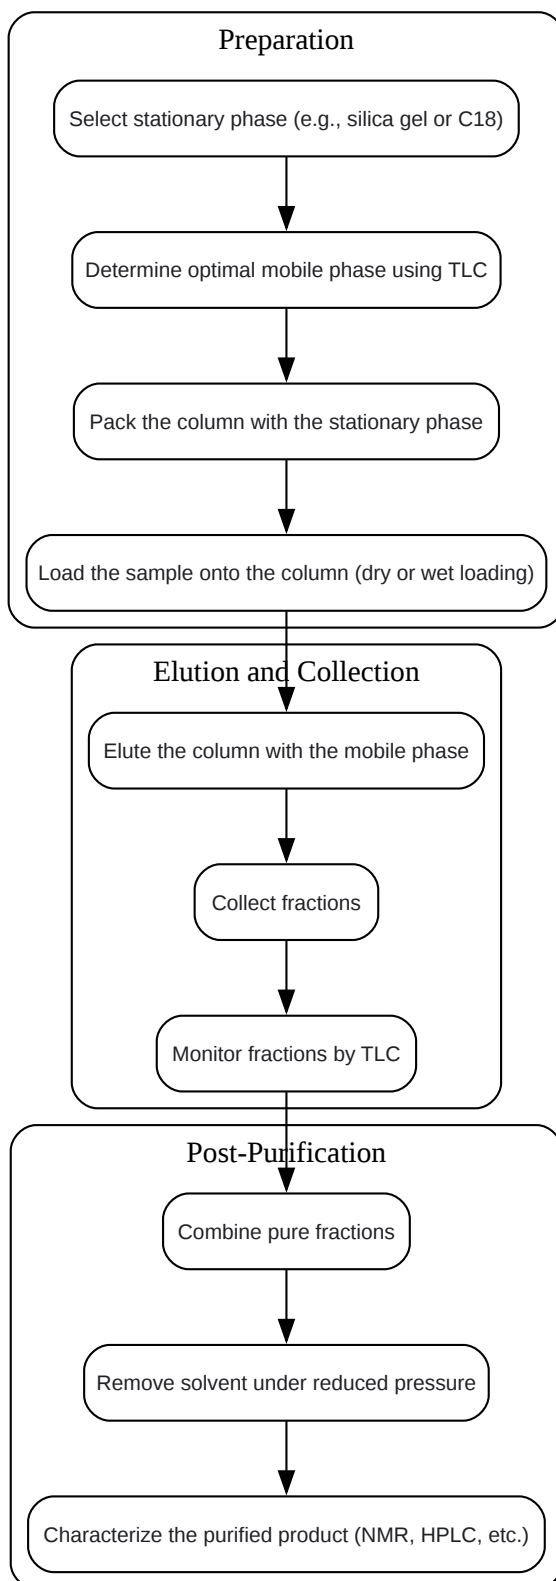 Preparation
Select stationary phase (e.g., silica gel or C18)
Determine optimal mobile phase using TLC
Pack the column with the stationary phase
Load the sample onto the column (dry or wet loading)
Elution and Collection
Elute the column with the mobile phase
Collect fractions
Monitor fractions by TLC
Post-Purification
Combine pure fractions
Remove solvent under reduced pressure
Characterize the purified product (NMR, HPLC, etc.)